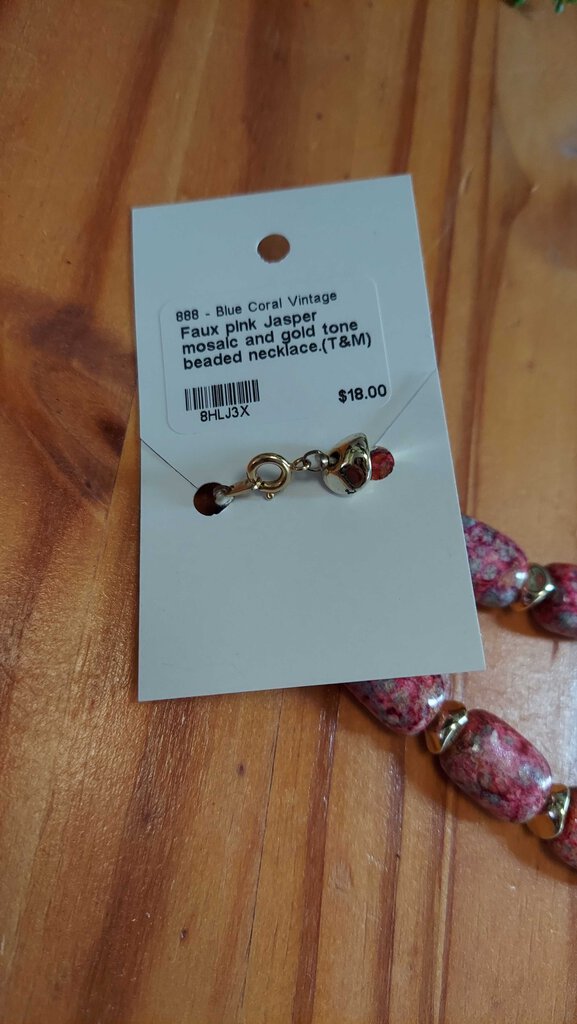 888 - Blue Coral Vintage
Faux pink Jasper
mosaic and gold tone
beaded necklace.(T&M)
8HLJ3X
$18.00